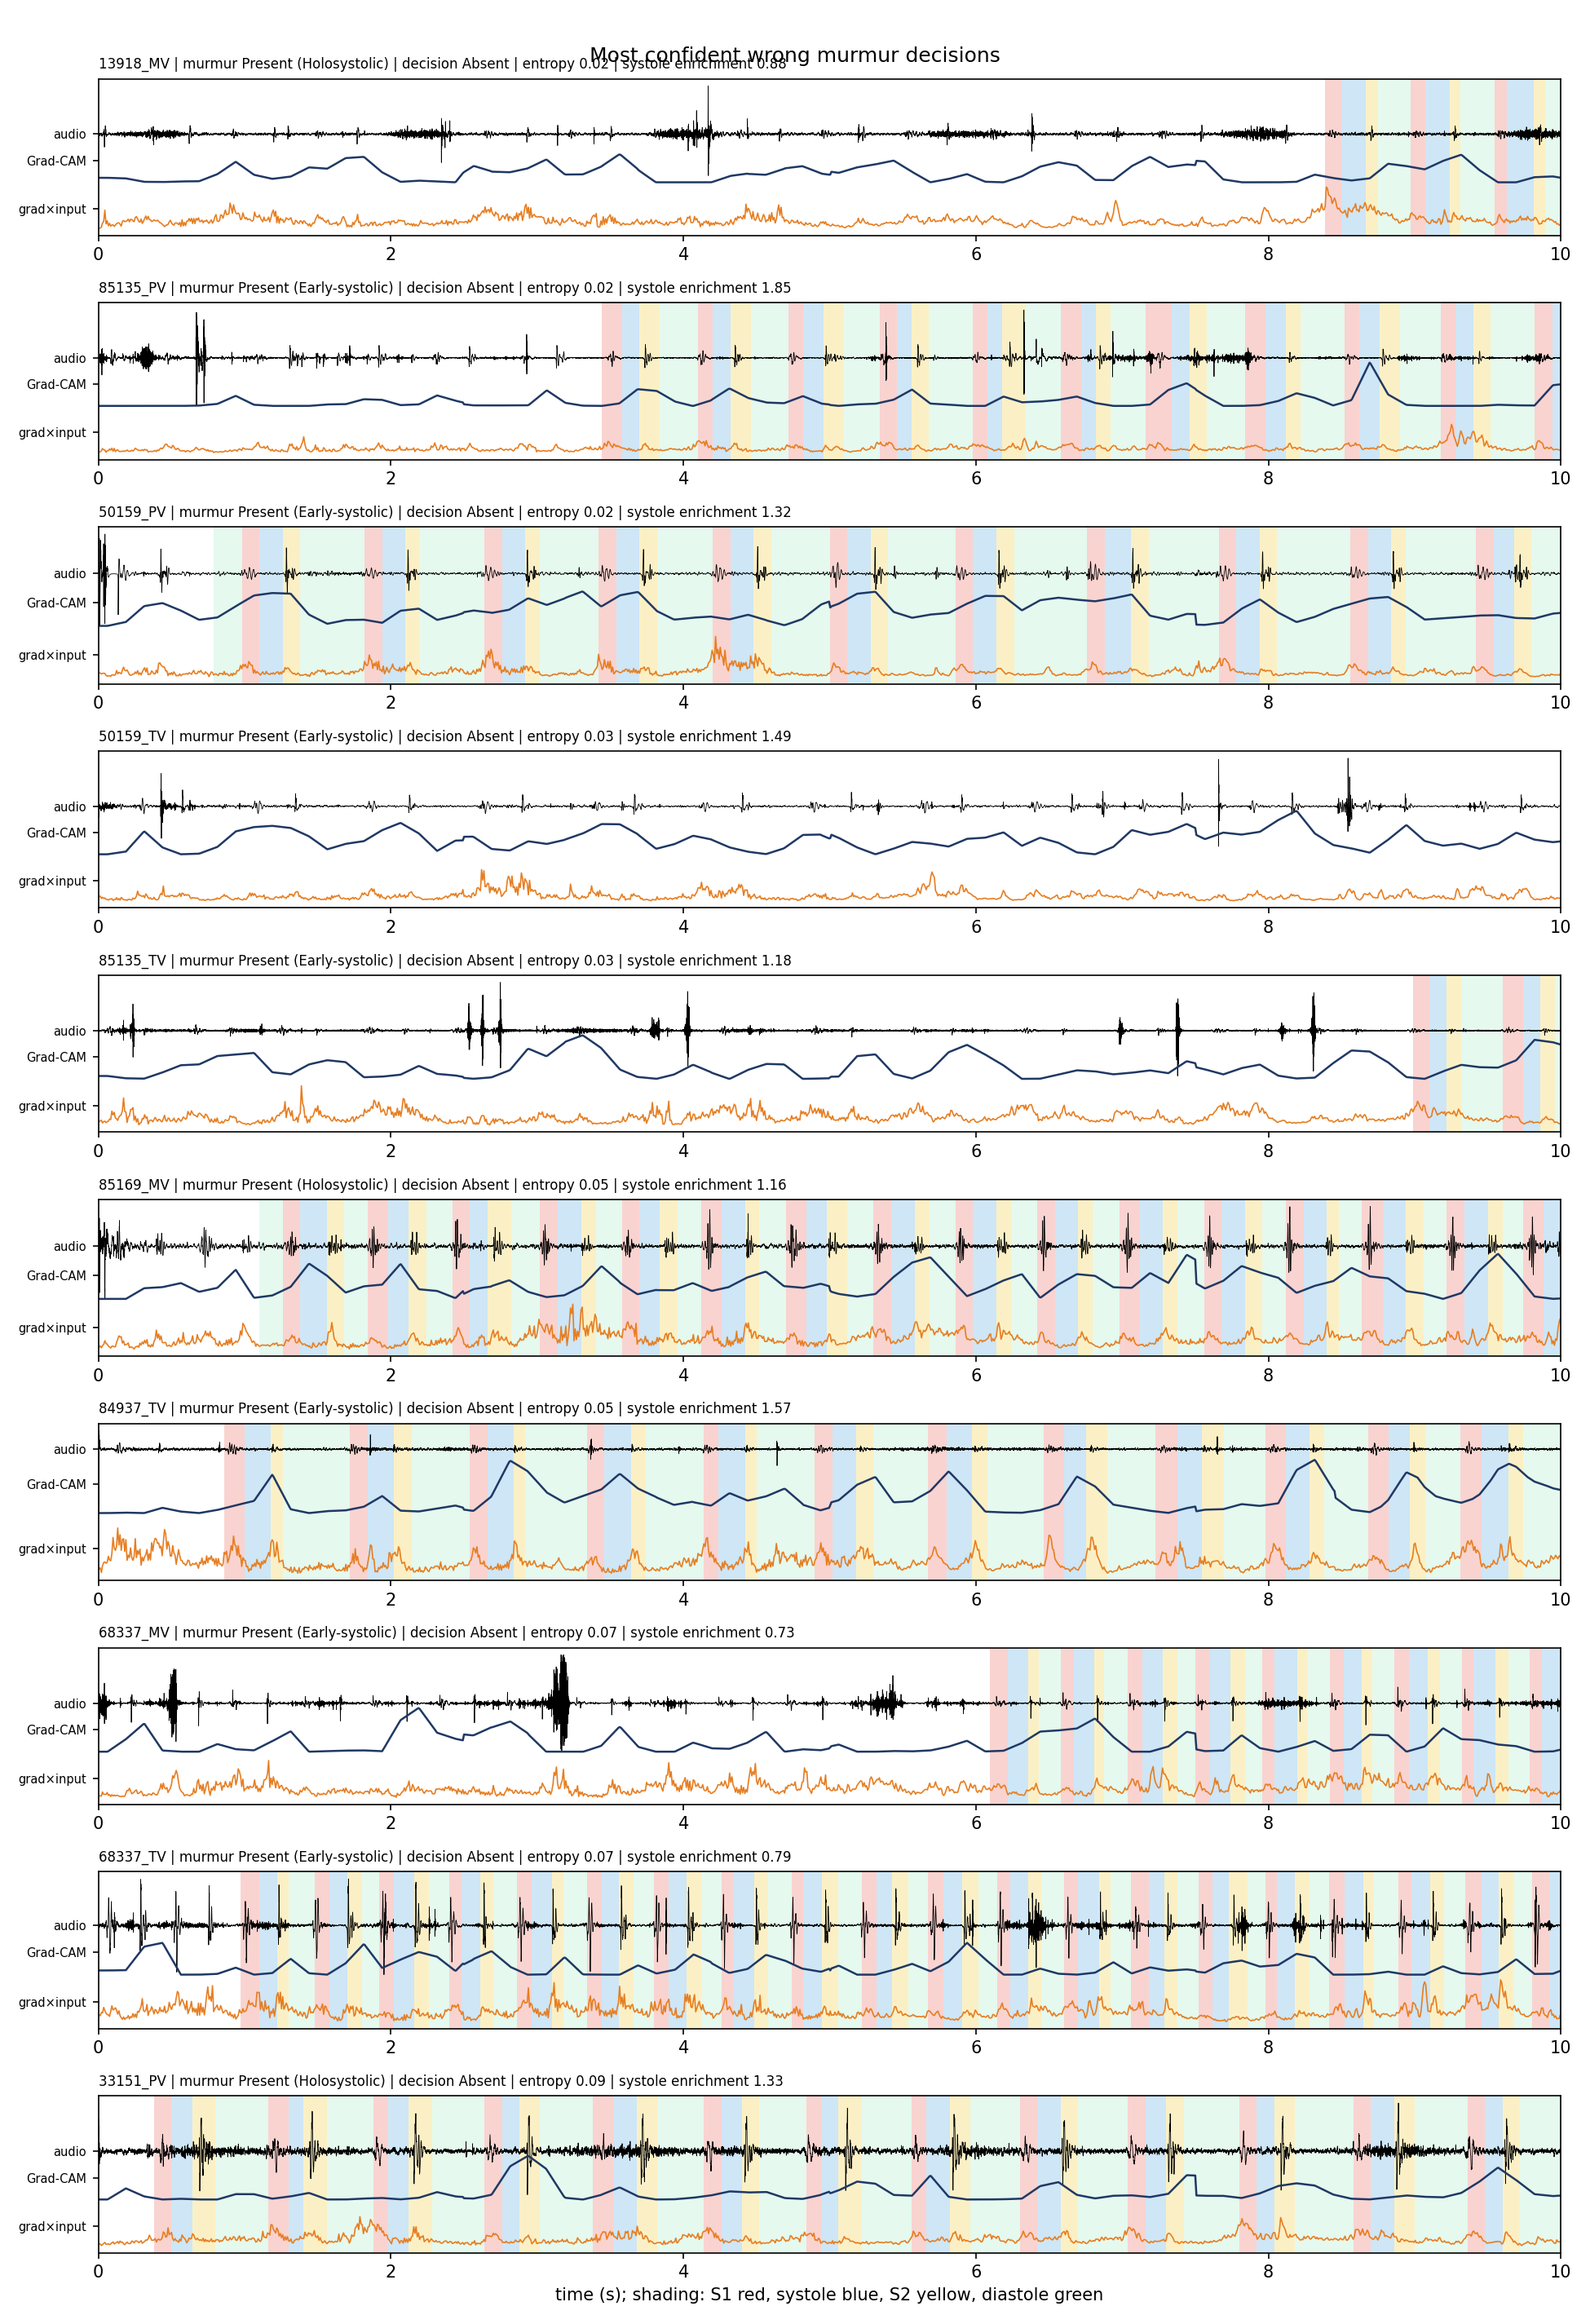 Most confident wrong murmur decisions
13918_MV | murmur Present (Holosystolic) | decision Absent | entropy 0.02 | systole enrichment 0.88
audio
Grad-CAM
grad×input
0 2 4 6 8 10
85135_PV | murmur Present (Early-systolic) | decision Absent | entropy 0.02 | systole enrichment 1.85
audio
Grad-CAM
grad×input
0 2 4 6 8 10
50159_PV | murmur Present (Early-systolic) | decision Absent | entropy 0.02 | systole enrichment 1.32
audio
Grad-CAM
grad×input
0 2 4 6 8 10
50159_TV | murmur Present (Early-systolic) | decision Absent | entropy 0.03 | systole enrichment 1.49
audio
Grad-CAM
grad×input
0 2 4 6 8 10
85135_TV | murmur Present (Early-systolic) | decision Absent | entropy 0.03 | systole enrichment 1.18
audio
Grad-CAM
grad×input
0 2 4 6 8 10
85169_MV | murmur Present (Holosystolic) | decision Absent | entropy 0.05 | systole enrichment 1.16
audio
Grad-CAM
grad×input
0 2 4 6 8 10
84937_TV | murmur Present (Early-systolic) | decision Absent | entropy 0.05 | systole enrichment 1.57
audio
Grad-CAM
grad×input
0 2 4 6 8 10
68337_MV | murmur Present (Early-systolic) | decision Absent | entropy 0.07 | systole enrichment 0.73
audio
Grad-CAM
grad×input
0 2 4 6 8 10
68337_TV | murmur Present (Early-systolic) | decision Absent | entropy 0.07 | systole enrichment 0.79
audio
Grad-CAM
grad×input
0 2 4 6 8 10
33151_PV | murmur Present (Holosystolic) | decision Absent | entropy 0.09 | systole enrichment 1.33
audio
Grad-CAM
grad×input
0 2 4 6 8 10
time (s); shading: S1 red, systole blue, S2 yellow, diastole green